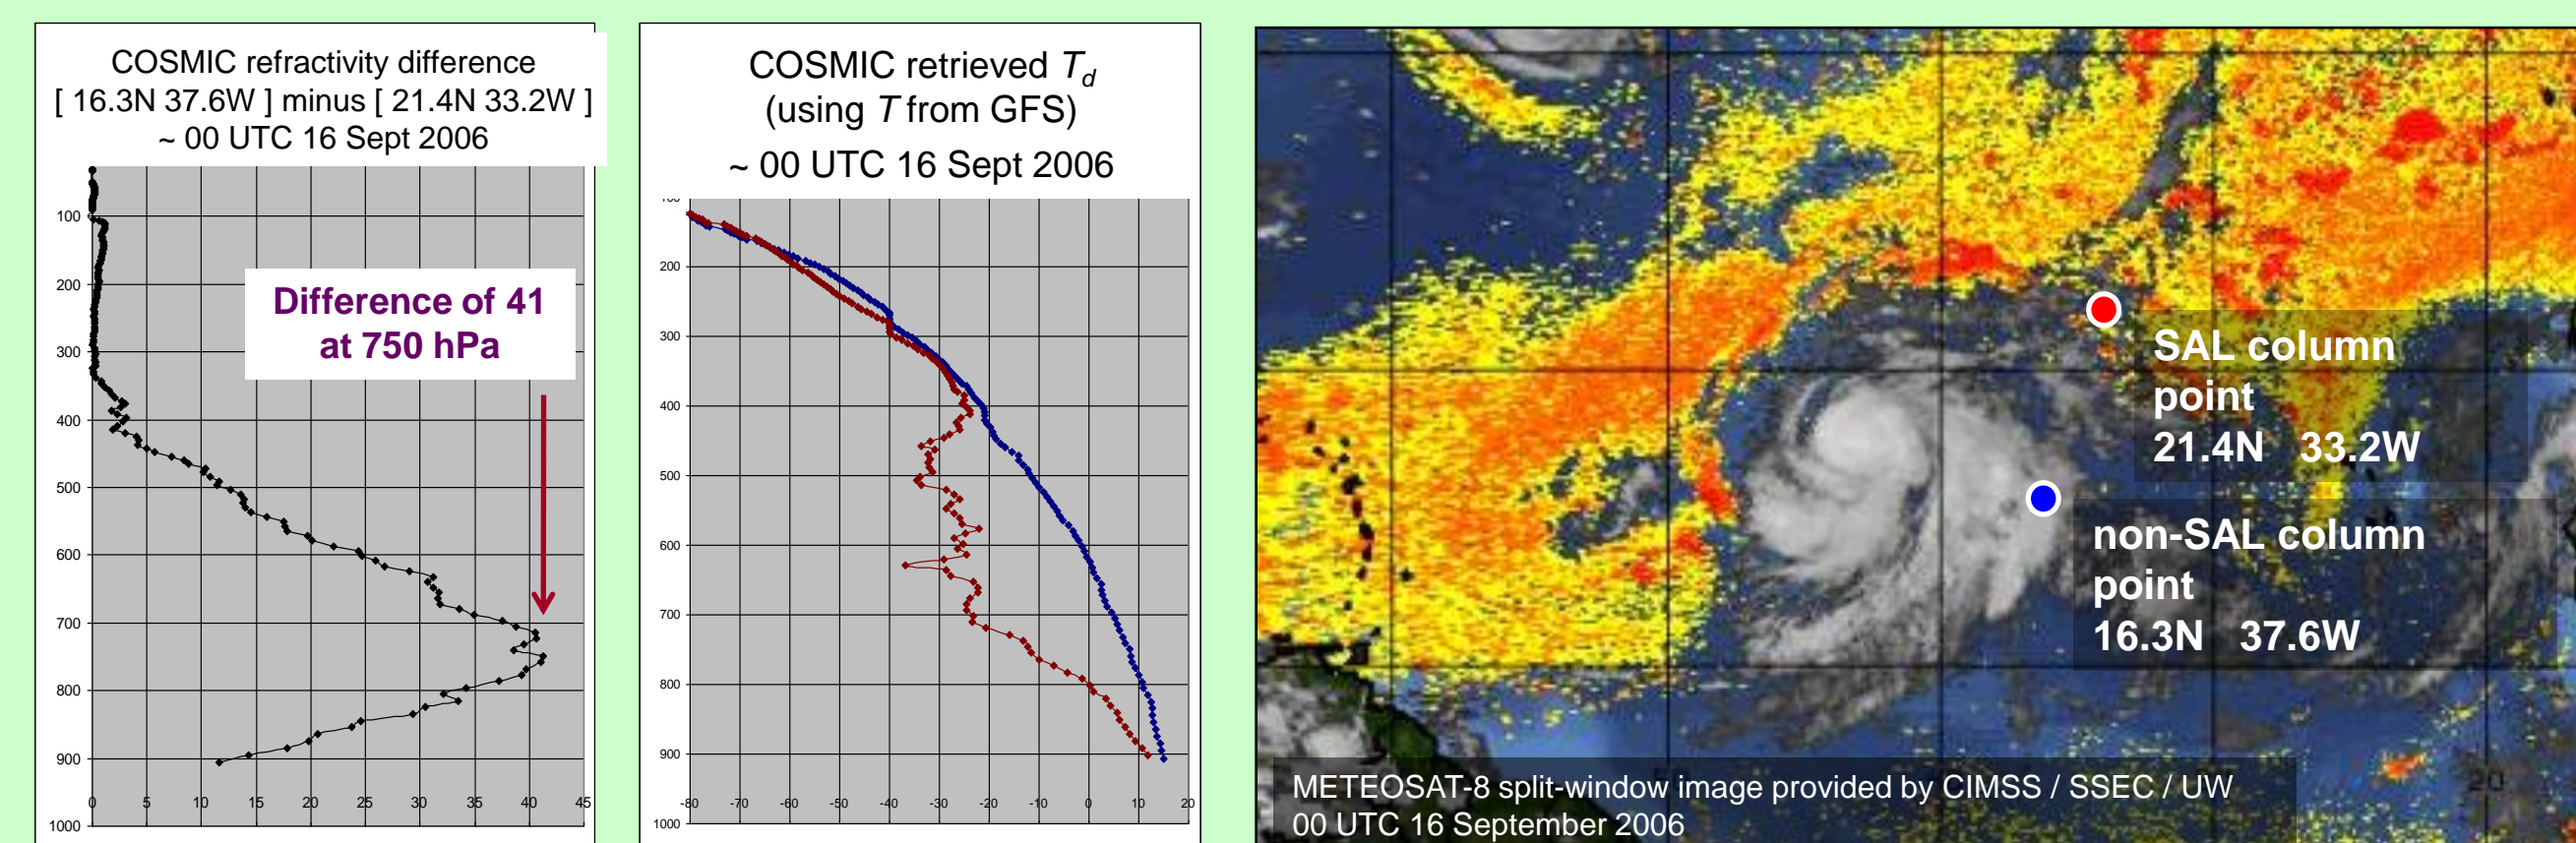 COSMIC refractivity difference
[ 16.3N 37.6W ] minus [ 21.4N 33.2W ]
~ 00 UTC 16 Sept 2006
100
200
Difference of 41
at 750 hPa
300
400
500
600
700
800
900
0 5 10 15 20 25 30 35 40 45
1000
COSMIC retrieved Td
(using T from GFS)
~ 00 UTC 16 Sept 2006
100
200
300
400
500
600
700
800
900
-80 -70 -60 -50 -40 -30 -20 -10 0 10 20
1000
SAL column
point
21.4N 33.2W
non-SAL column
point
16.3N 37.6W
20
METEOSAT-8 split-window image provided by CIMSS / SSEC / UW
00 UTC 16 September 2006